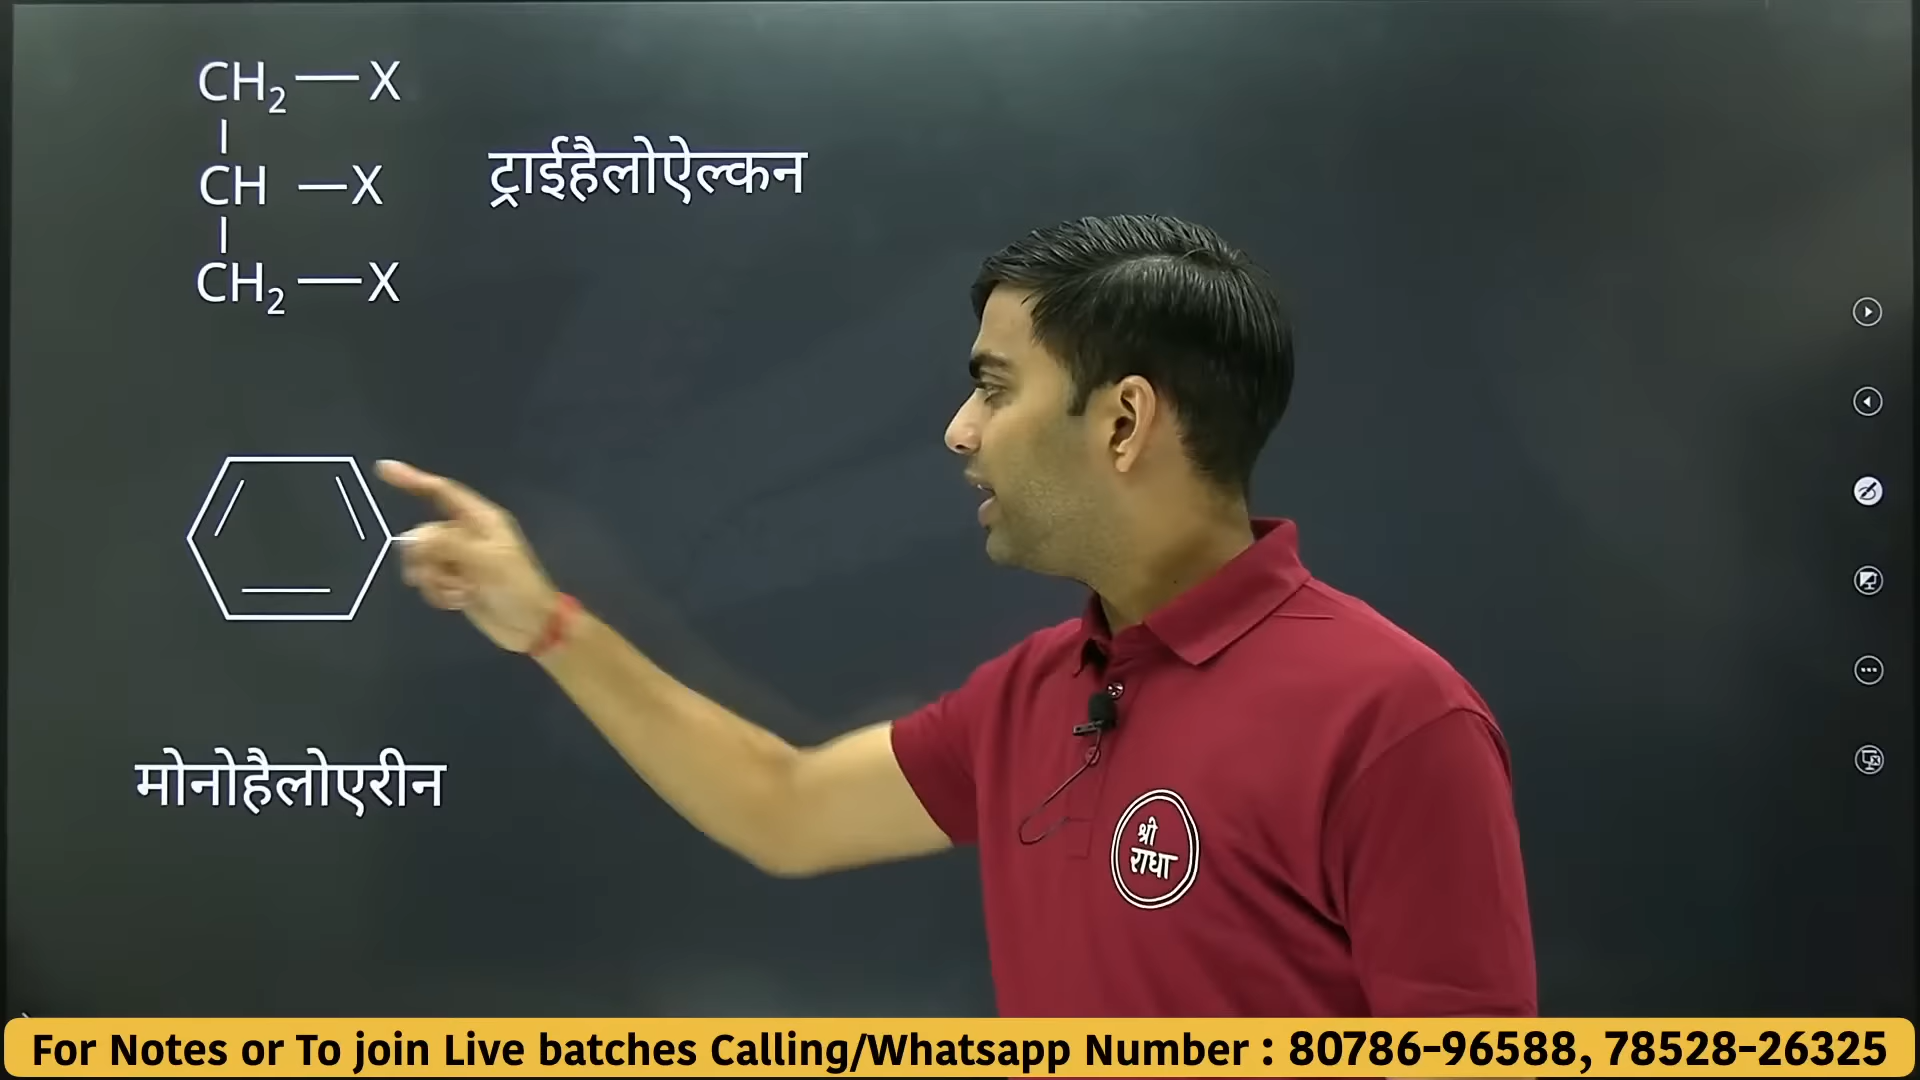 CH₂—X
|
CH —X
|
CH₂—X
ट्राईहैलोऐल्कन
मोनोहैलोएरीन
श्री
राधा
For Notes or To join Live batches Calling/Whatsapp Number : 80786-96588, 78528-26325